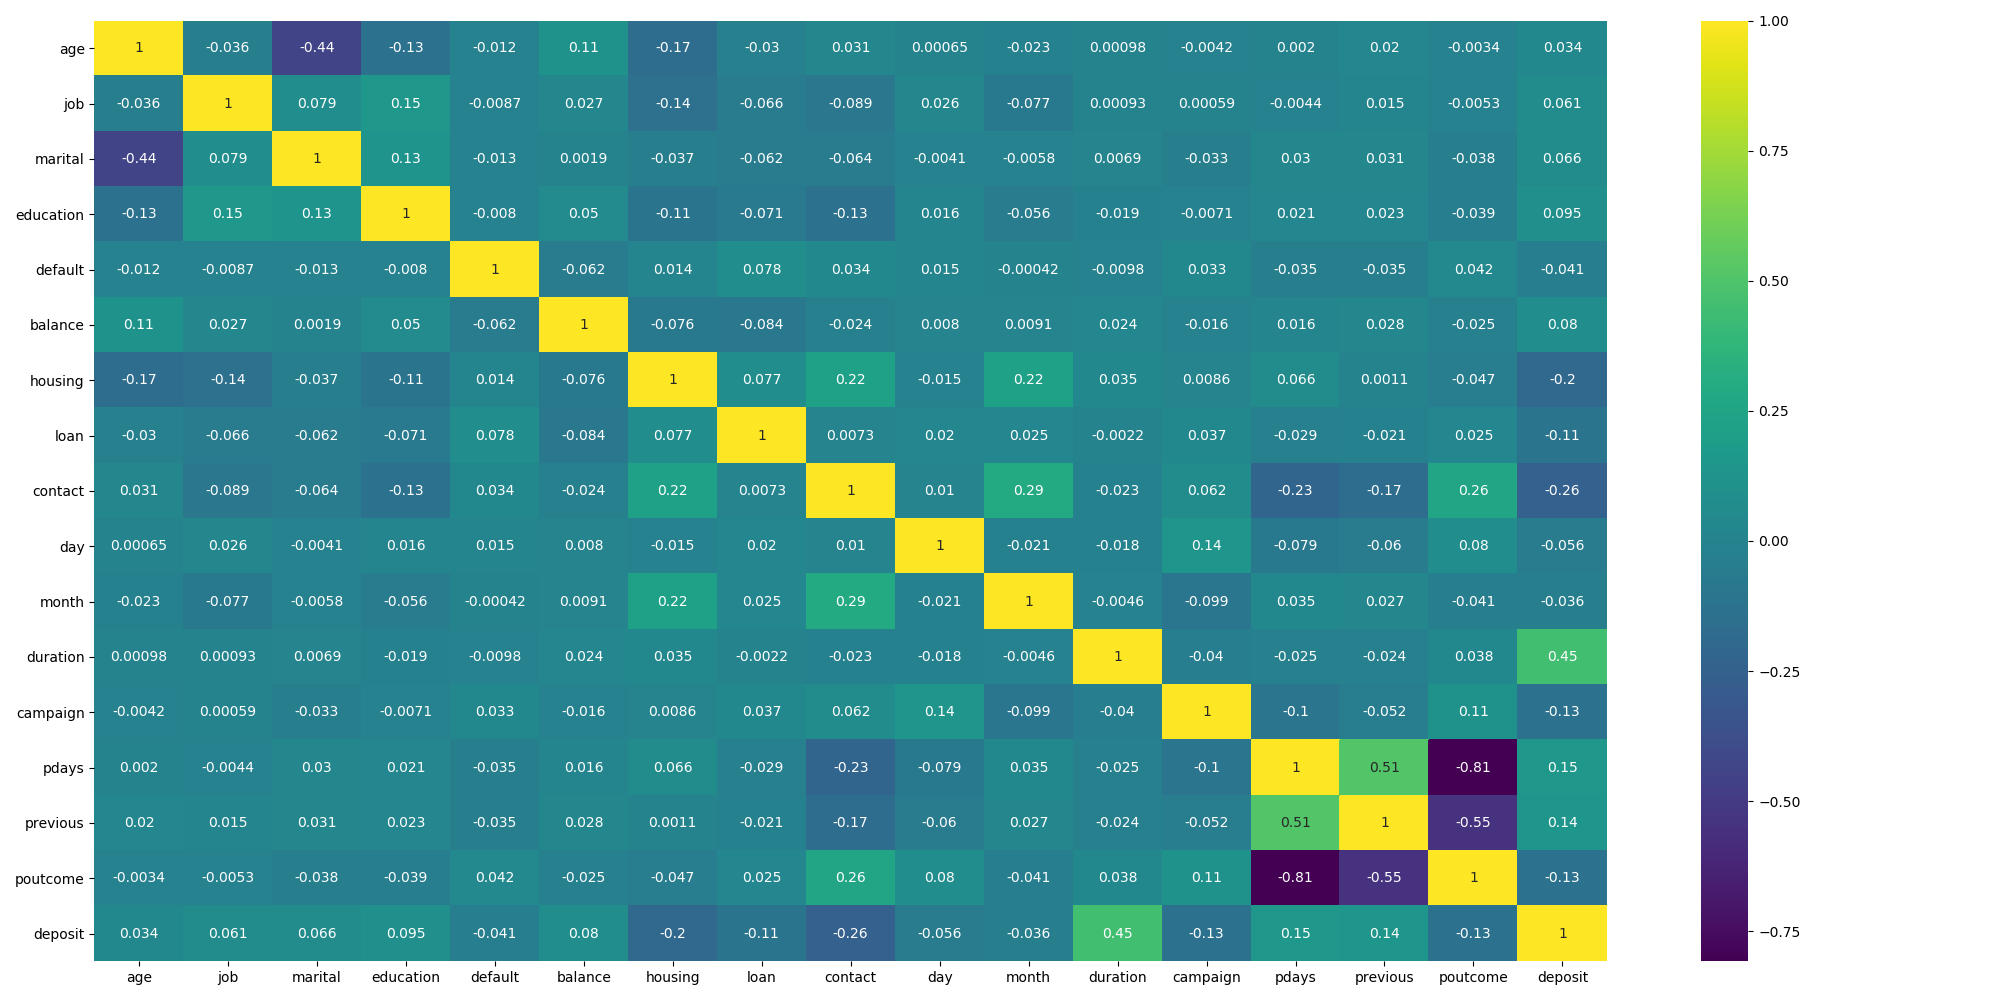 age 1 -0.036 -0.44 -0.13 -0.012 0.11 -0.17 -0.03 0.031 0.00065 -0.023 0.00098 -0.0042 0.002 0.02 -0.0034 0.034
job -0.036 1 0.079 0.15 -0.0087 0.027 -0.14 -0.066 -0.089 0.026 -0.077 0.00093 0.00059 -0.0044 0.015 -0.0053 0.061
marital -0.44 0.079 1 0.13 -0.013 0.0019 -0.037 -0.062 -0.064 -0.0041 -0.0058 0.0069 -0.033 0.03 0.031 -0.038 0.066
education -0.13 0.15 0.13 1 -0.008 0.05 -0.11 -0.071 -0.13 0.016 -0.056 -0.019 -0.0071 0.021 0.023 -0.039 0.095
default -0.012 -0.0087 -0.013 -0.008 1 -0.062 0.014 0.078 0.034 0.015 -0.00042 -0.0098 0.033 -0.035 -0.035 0.042 -0.041
balance 0.11 0.027 0.0019 0.05 -0.062 1 -0.076 -0.084 -0.024 0.008 0.0091 0.024 -0.016 0.016 0.028 -0.025 0.08
housing -0.17 -0.14 -0.037 -0.11 0.014 -0.076 1 0.077 0.22 -0.015 0.22 0.035 0.0086 0.066 0.0011 -0.047 -0.2
loan -0.03 -0.066 -0.062 -0.071 0.078 -0.084 0.077 1 0.0073 0.02 0.025 -0.0022 0.037 -0.029 -0.021 0.025 -0.11
contact 0.031 -0.089 -0.064 -0.13 0.034 -0.024 0.22 0.0073 1 0.01 0.29 -0.023 0.062 -0.23 -0.17 0.26 -0.26
day 0.00065 0.026 -0.0041 0.016 0.015 0.008 -0.015 0.02 0.01 1 -0.021 -0.018 0.14 -0.079 -0.06 0.08 -0.056
month -0.023 -0.077 -0.0058 -0.056 -0.00042 0.0091 0.22 0.025 0.29 -0.021 1 -0.0046 -0.099 0.035 0.027 -0.041 -0.036
duration 0.00098 0.00093 0.0069 -0.019 -0.0098 0.024 0.035 -0.0022 -0.023 -0.018 -0.0046 1 -0.04 -0.025 -0.024 0.038 0.45
campaign -0.0042 0.00059 -0.033 -0.0071 0.033 -0.016 0.0086 0.037 0.062 0.14 -0.099 -0.04 1 -0.1 -0.052 0.11 -0.13
pdays 0.002 -0.0044 0.03 0.021 -0.035 0.016 0.066 -0.029 -0.23 -0.079 0.035 -0.025 -0.1 1 0.51 -0.81 0.15
previous 0.02 0.015 0.031 0.023 -0.035 0.028 0.0011 -0.021 -0.17 -0.06 0.027 -0.024 -0.052 0.51 1 -0.55 0.14
poutcome -0.0034 -0.0053 -0.038 -0.039 0.042 -0.025 -0.047 0.025 0.26 0.08 -0.041 0.038 0.11 -0.81 -0.55 1 -0.13
deposit 0.034 0.061 0.066 0.095 -0.041 0.08 -0.2 -0.11 -0.26 -0.056 -0.036 0.45 -0.13 0.15 0.14 -0.13 1
age job marital education default balance housing loan contact day month duration campaign pdays previous poutcome deposit
1.00
0.75
0.50
0.25
0.00
−0.25
−0.50
−0.75